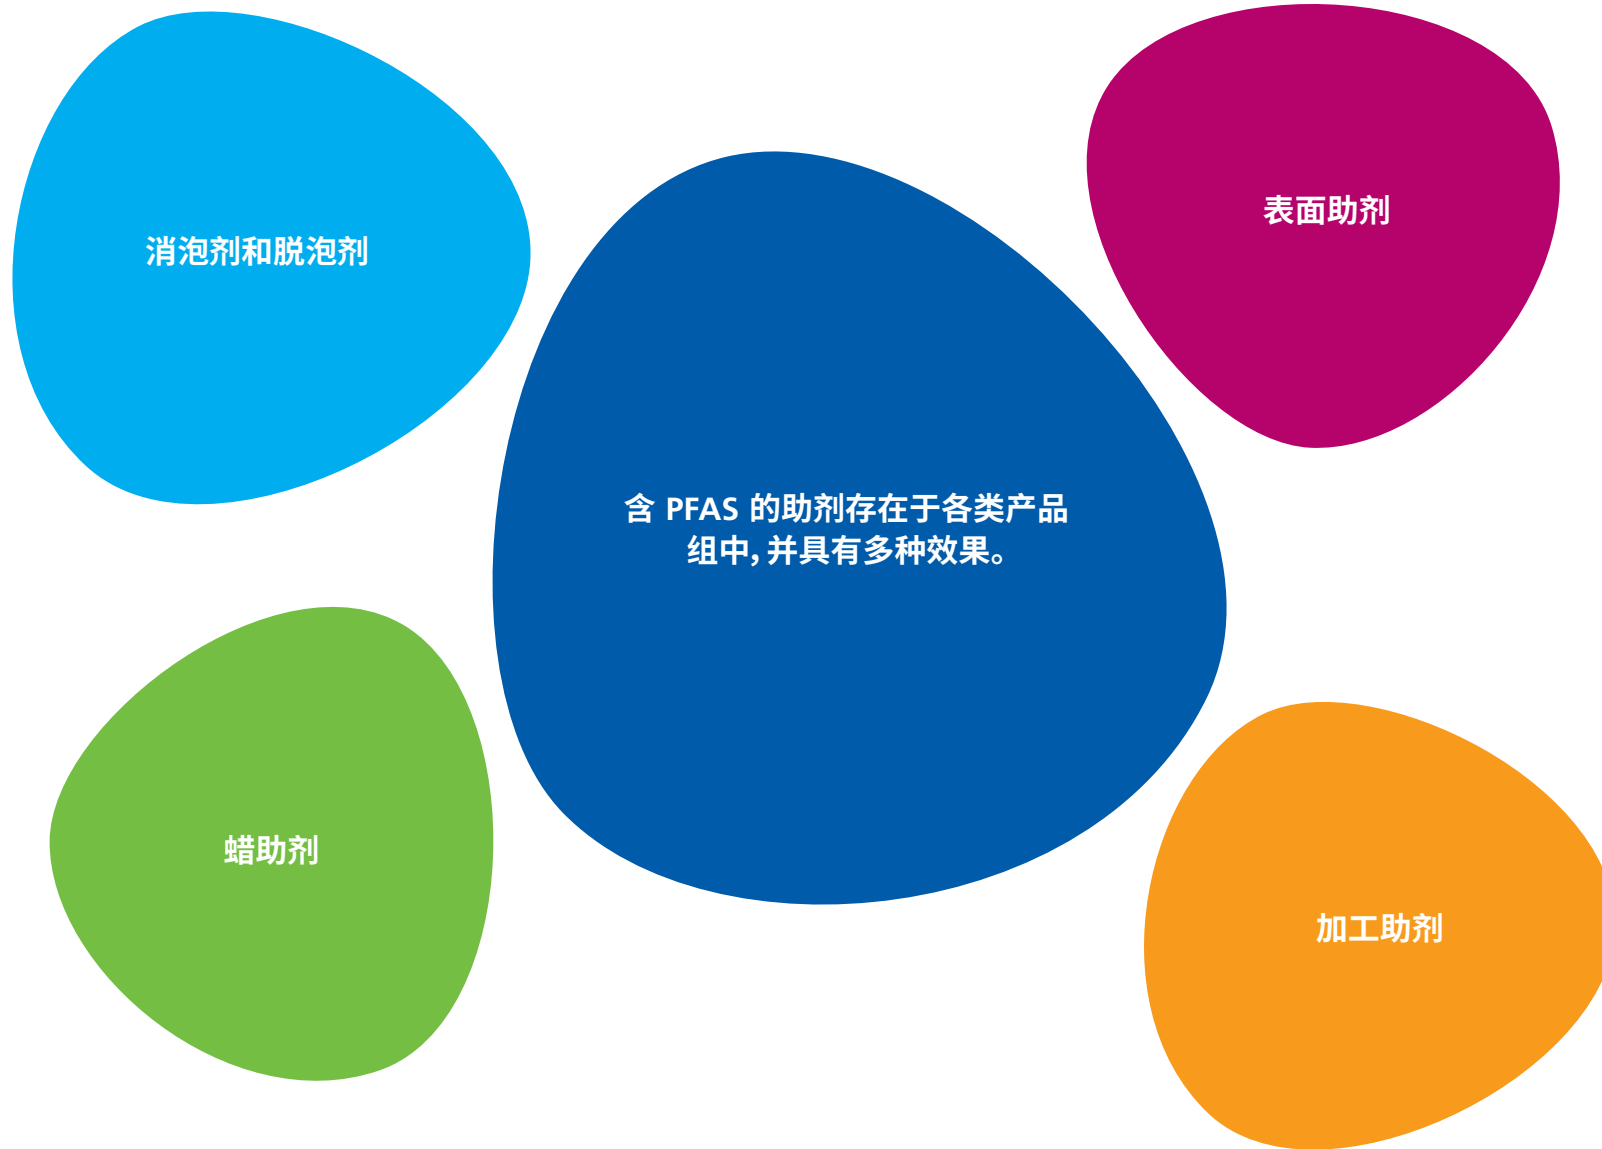 消泡剂和脱泡剂
表面助剂
含 PFAS 的助剂存在于各类产品
组中，并具有多种效果。
蜡助剂
加工助剂